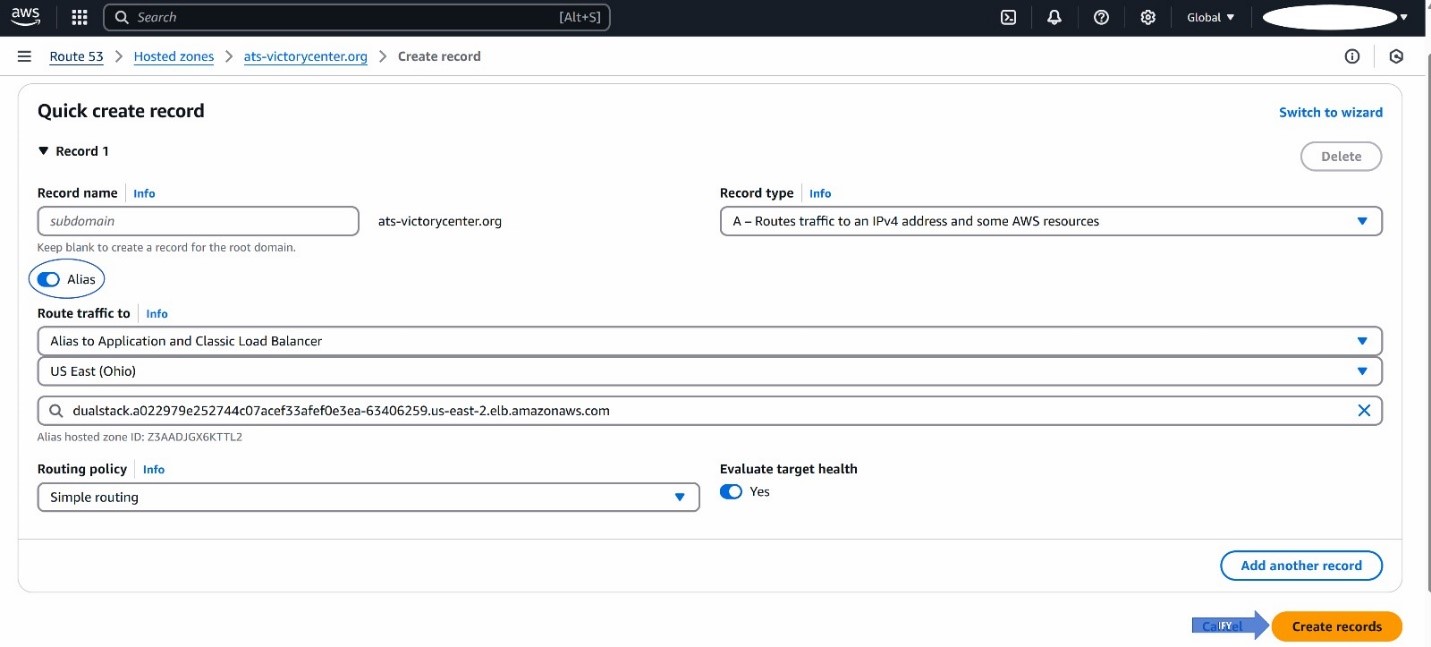 aws Search [Alt+S] Global
Route 53 > Hosted zones > ats-victorycenter.org > Create record
Quick create record
Switch to wizard
Record 1
Delete
Record name Info
Record type Info
subdomain
ats-victorycenter.org
A – Routes traffic to an IPv4 address and some AWS resources
Keep blank to create a record for the root domain.
Alias
Route traffic to Info
Alias to Application and Classic Load Balancer
US East (Ohio)
dualstack.a022979e252744c07acef33afef0e3ea-63406259.us-east-2.elb.amazonaws.com
Alias hosted zone ID: Z3AADJGX6KTTL2
Routing policy Info
Evaluate target health
Simple routing
Yes
Add another record
Cancel
IFY
Create records